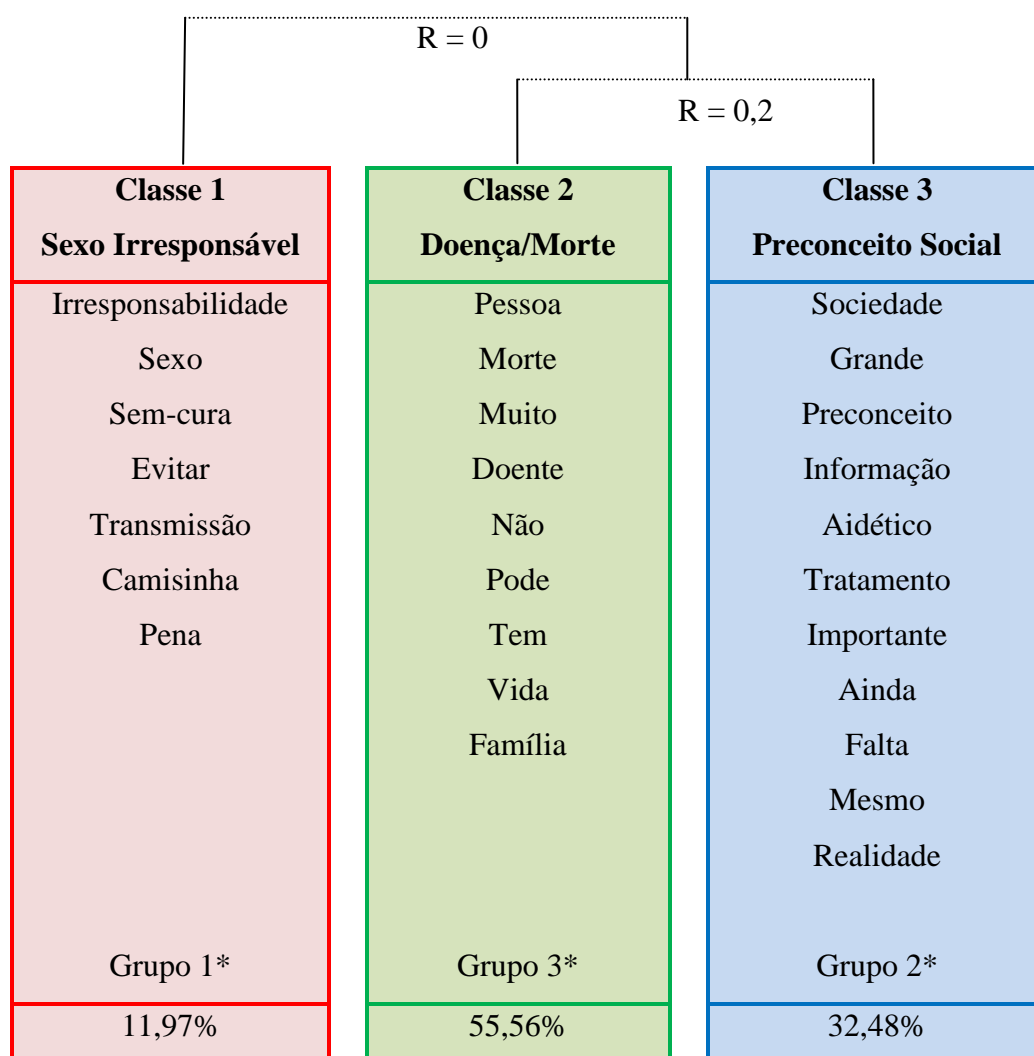 R = 0
R = 0,2
Classe 1
Sexo Irresponsável
Irresponsabilidade
Sexo
Sem-cura
Evitar
Transmissão
Camisinha
Pena
Grupo 1*
11,97%
Classe 2
Doença/Morte
Pessoa
Morte
Muito
Doente
Não
Pode
Tem
Vida
Família
Grupo 3*
55,56%
Classe 3
Preconceito Social
Sociedade
Grande
Preconceito
Informação
Aidético
Tratamento
Importante
Ainda
Falta
Mesmo
Realidade
Grupo 2*
32,48%